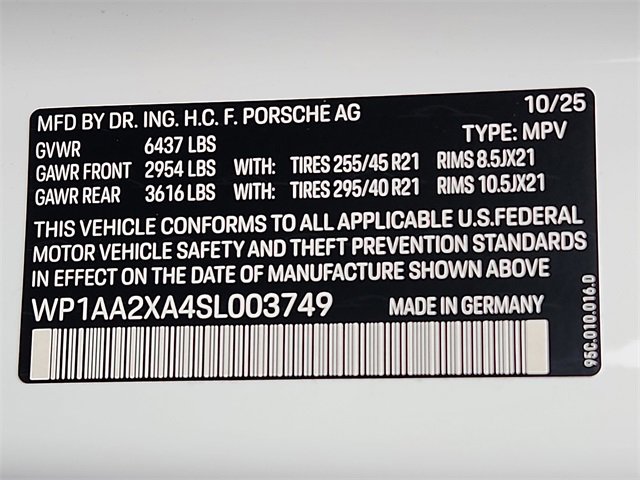 MFD BY DR. ING. H.C. F. PORSCHE AG 10/25
GVWR 6437 LBS TYPE: MPV
GAWR FRONT 2954 LBS WITH: TIRES 255/45 R21 RIMS 8.5JX21
GAWR REAR 3616 LBS WITH: TIRES 295/40 R21 RIMS 10.5JX21
THIS VEHICLE CONFORMS TO ALL APPLICABLE U.S.FEDERAL
MOTOR VEHICLE SAFETY AND THEFT PREVENTION STANDARDS
IN EFFECT ON THE DATE OF MANUFACTURE SHOWN ABOVE
WP1AA2XA4SL003749 MADE IN GERMANY
95C.010.016.D